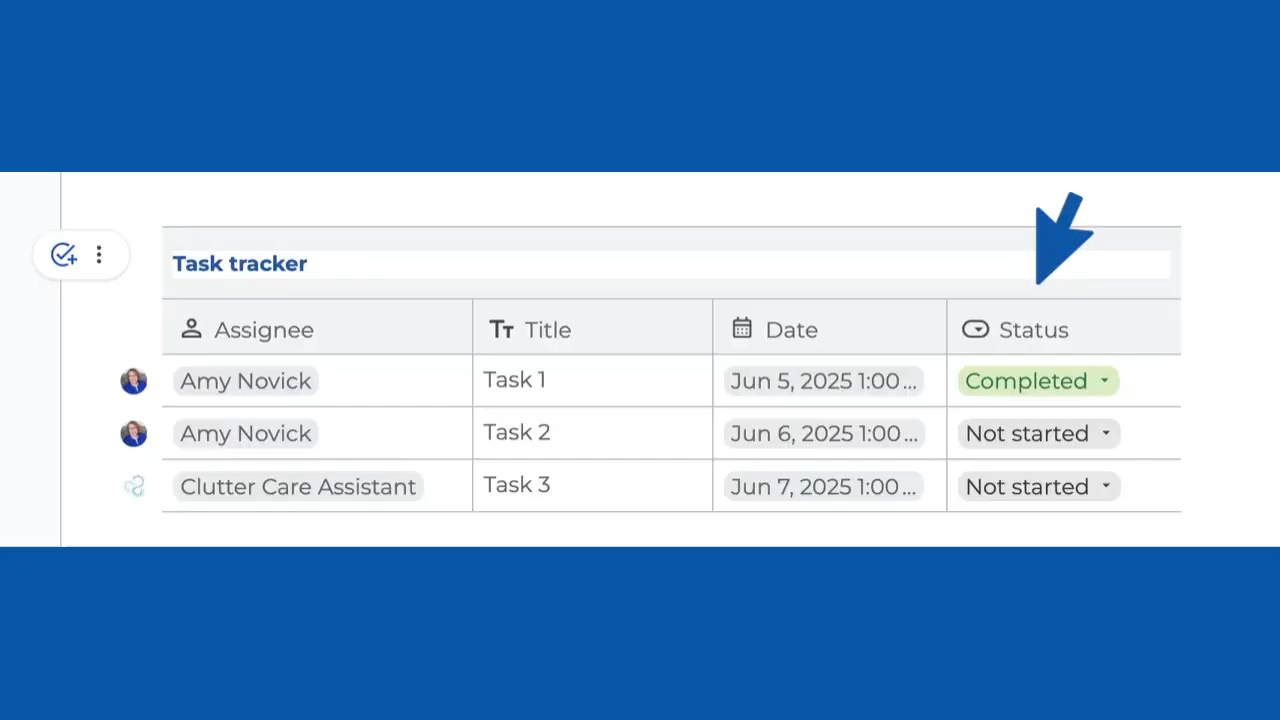 Task tracker
Assignee Title Date Status
Amy Novick Task 1 Jun 5, 2025 1:00... Completed
Amy Novick Task 2 Jun 6, 2025 1:00... Not started
Clutter Care Assistant Task 3 Jun 7, 2025 1:00... Not started